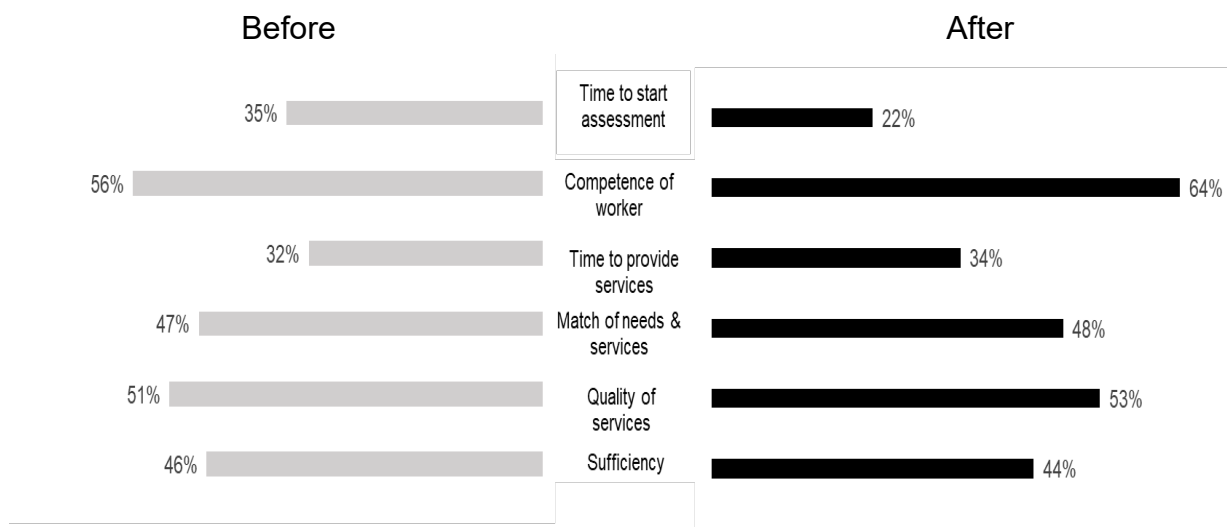 Before
After
35%
Time to start
assessment
22%
56%
Competence of
worker
64%
32%
Time to provide
services
34%
47%
Match of needs &
services
48%
51%
Quality of
services
53%
46%
Sufficiency
44%